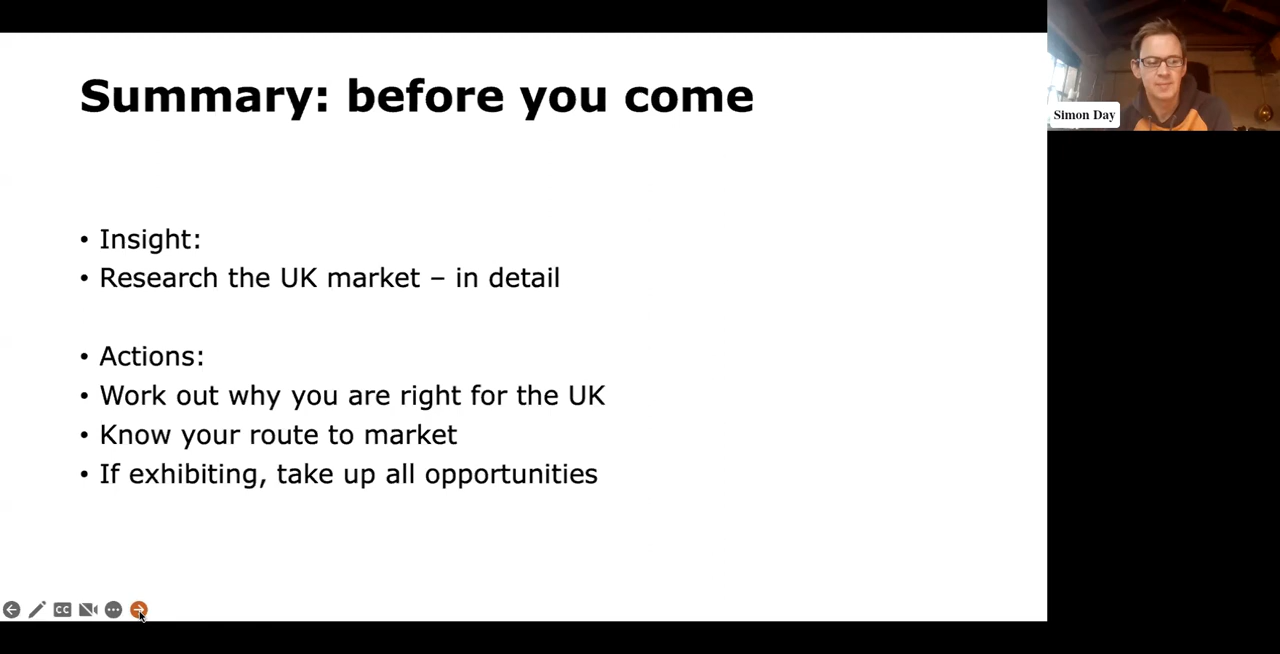 Summary: before you come
• Insight:
• Research the UK market – in detail
• Actions:
• Work out why you are right for the UK
• Know your route to market
• If exhibiting, take up all opportunities
Simon Day
CC